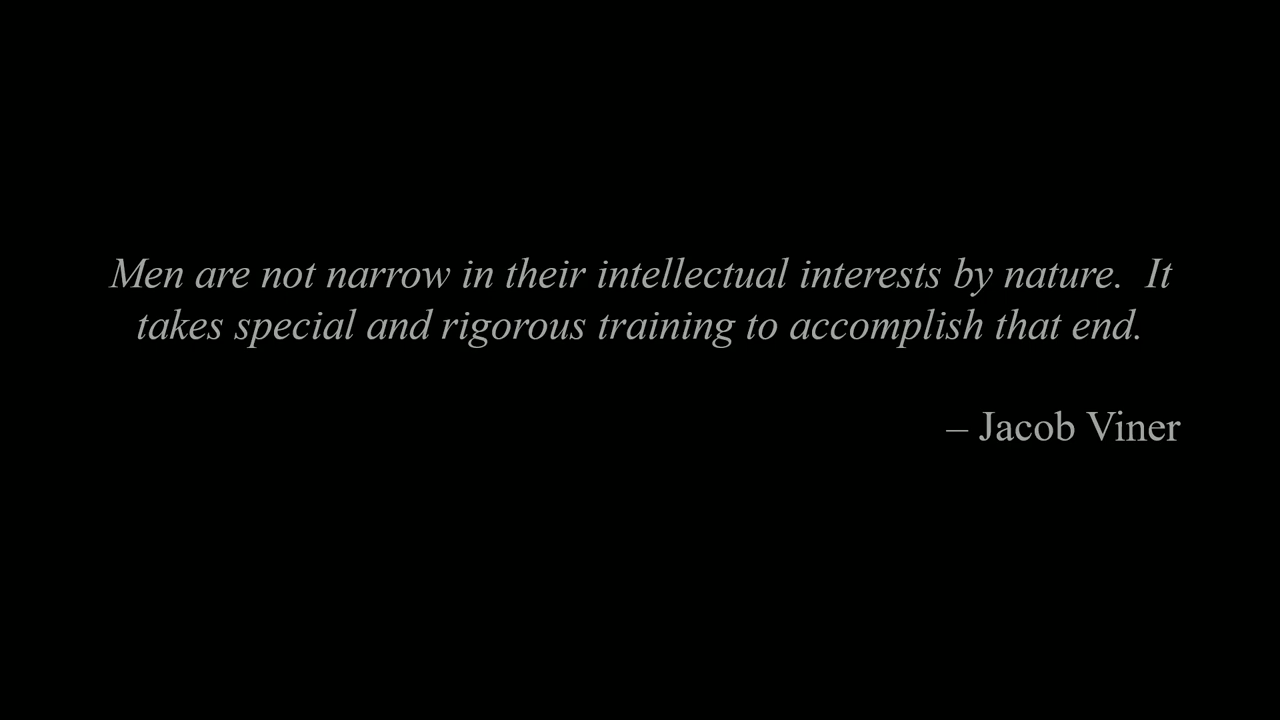 Men are not narrow in their intellectual interests by nature.  It
takes special and rigorous training to accomplish that end.
– Jacob Viner